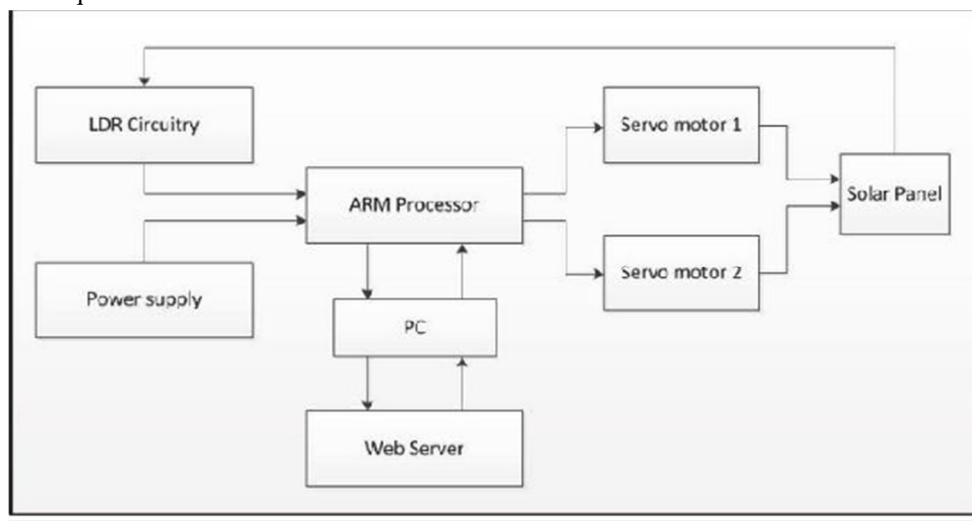 LDR Circuitry
Servo motor 1
ARM Processor
Solar Panel
Power supply
Servo motor 2
PC
Web Server